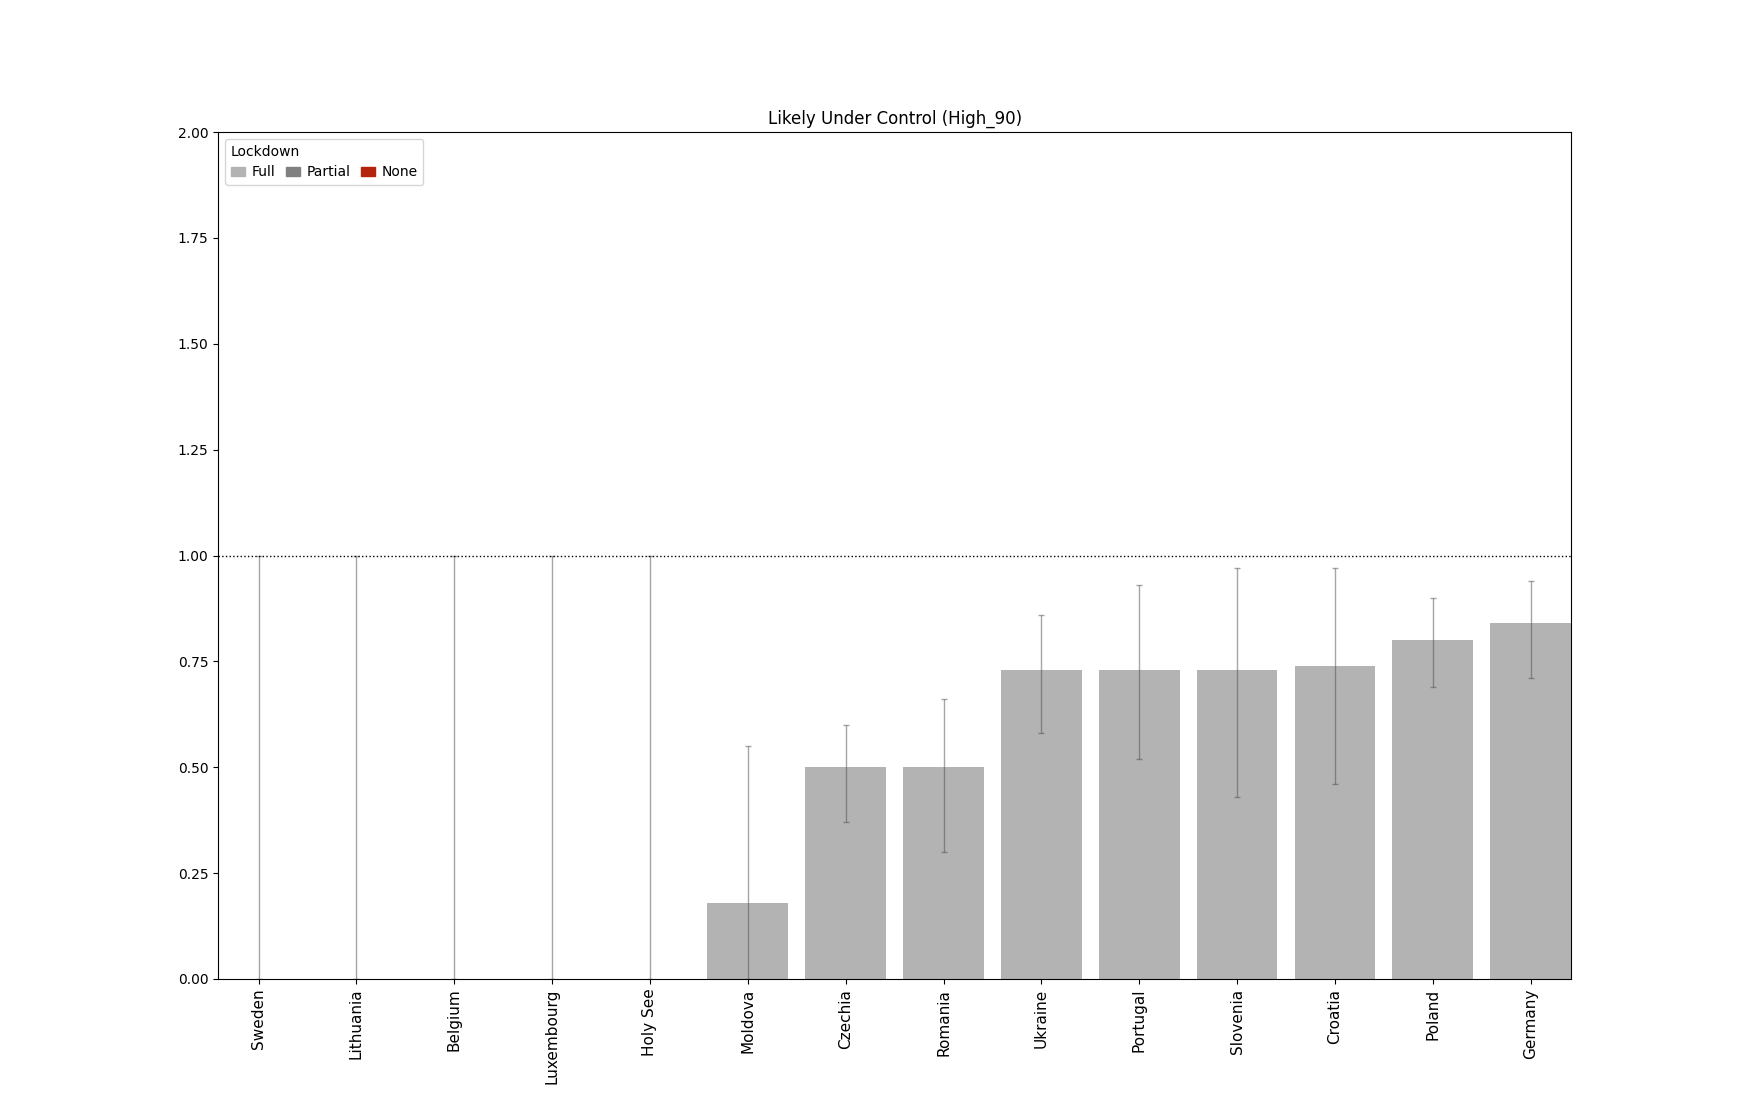 Likely Under Control (High_90)
2.00
Lockdown
Full Partial None
1.75
1.50
1.25
1.00
0.75
0.50
0.25
0.00
Sweden
Lithuania
Belgium
Luxembourg
Holy See
Moldova
Czechia
Romania
Ukraine
Portugal
Slovenia
Croatia
Poland
Germany